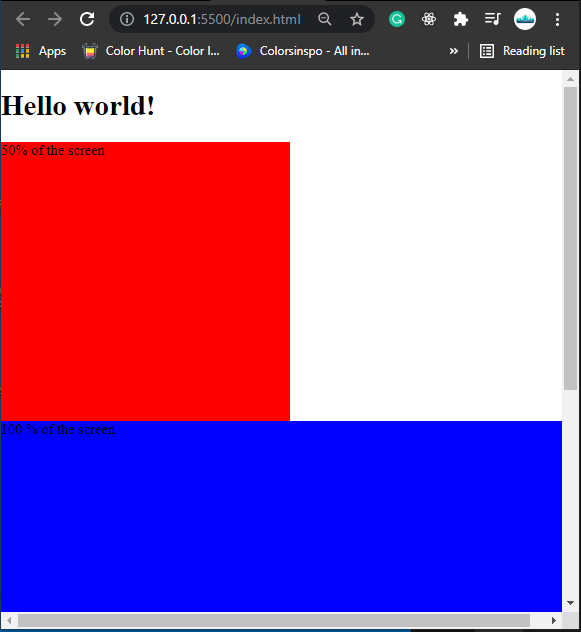 127.0.0.1:5500/index.html
Apps
Color Hunt - Color I...
Colorsinspo - All in...
»
Reading list
Hello world!
50% of the screen
100 % of the screen